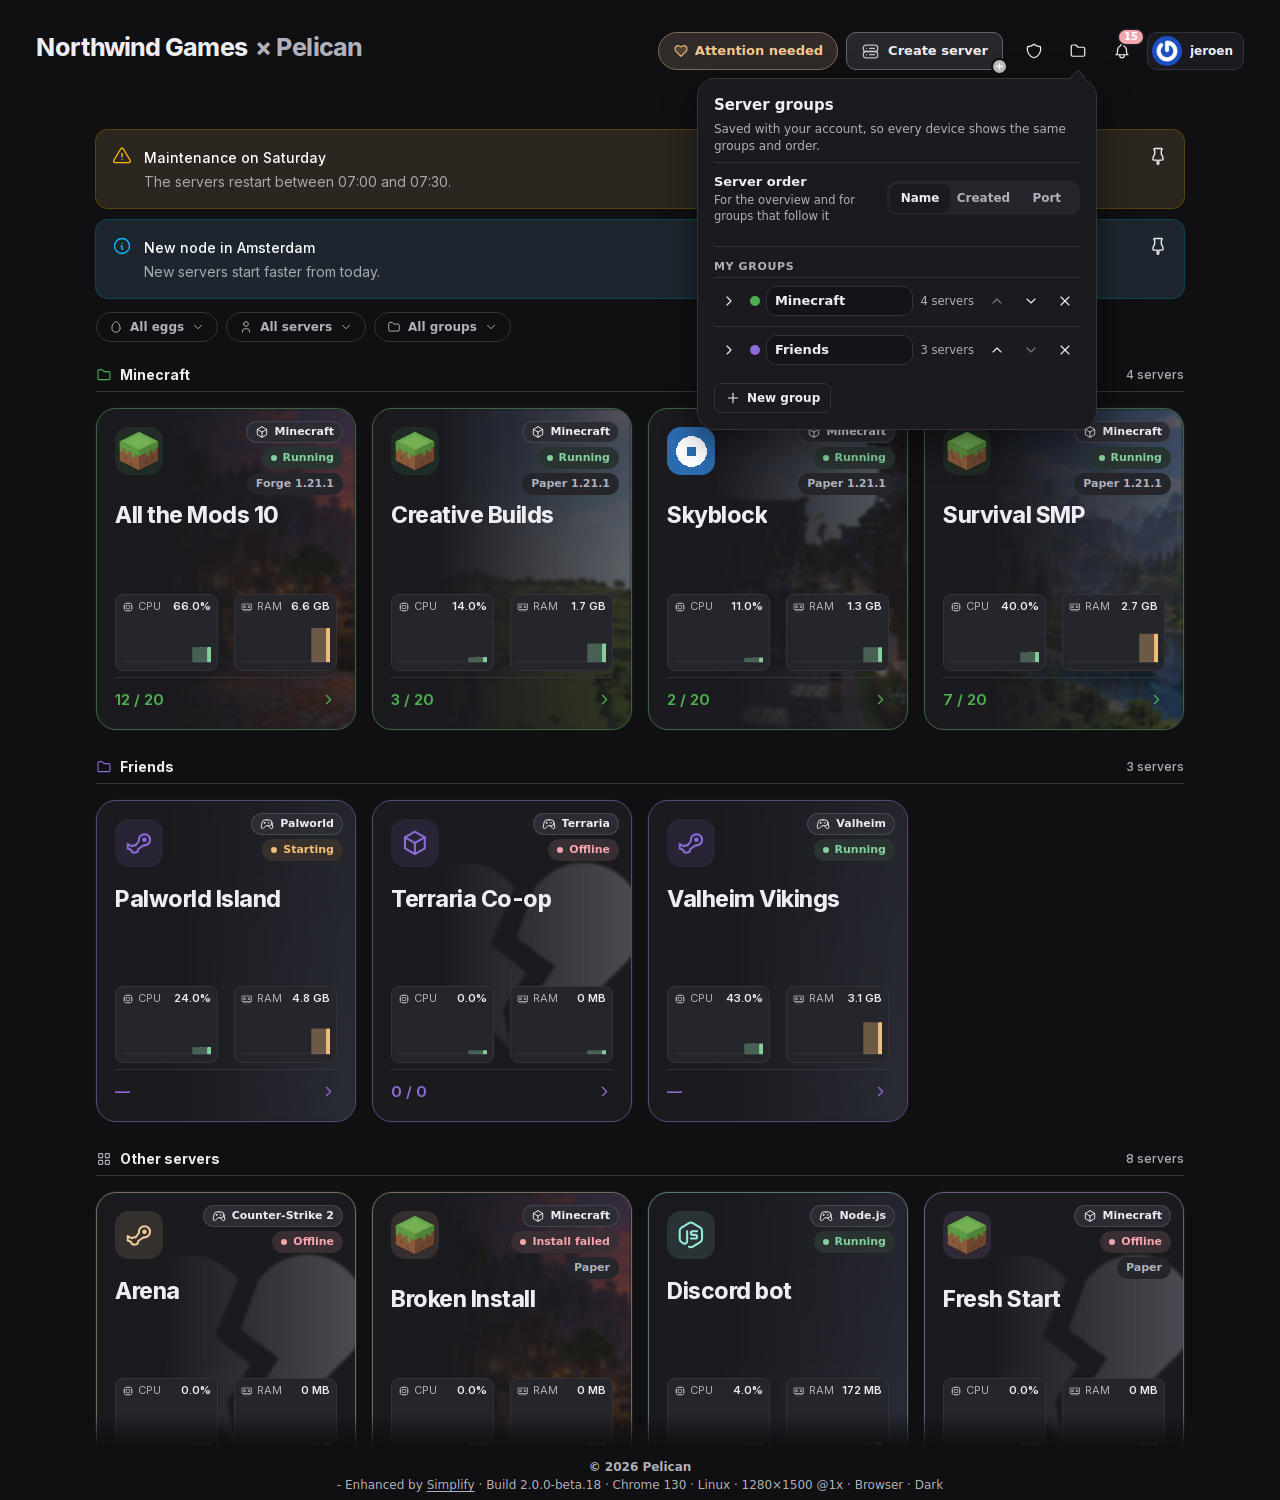 Northwind Games × Pelican
Attention needed
Create server
15
jeroen
Server groups
Saved with your account, so every device shows the same
groups and order.
Server order
For the overview and for
groups that follow it
Name
Created
Port
MY GROUPS
Minecraft
4 servers
Friends
3 servers
New group
Maintenance on Saturday
The servers restart between 07:00 and 07:30.
New node in Amsterdam
New servers start faster from today.
All eggs
All servers
All groups
Minecraft
4 servers
Minecraft
Running
Forge 1.21.1
All the Mods 10
CPU 66.0%
RAM 6.6 GB
12 / 20
Minecraft
Running
Paper 1.21.1
Creative Builds
CPU 14.0%
RAM 1.7 GB
3 / 20
Minecraft
Running
Paper 1.21.1
Skyblock
CPU 11.0%
RAM 1.3 GB
2 / 20
Minecraft
Running
Paper 1.21.1
Survival SMP
CPU 40.0%
RAM 2.7 GB
7 / 20
Friends
3 servers
Palworld
Starting
Palworld Island
CPU 24.0%
RAM 4.8 GB
—
Terraria
Offline
Terraria Co-op
CPU 0.0%
RAM 0 MB
0 / 0
Valheim
Running
Valheim Vikings
CPU 43.0%
RAM 3.1 GB
—
Other servers
8 servers
Counter-Strike 2
Offline
Arena
CPU 0.0%
RAM 0 MB
Minecraft
Install failed
Paper
Broken Install
CPU 0.0%
RAM 0 MB
Node.js
Running
Discord bot
CPU 4.0%
RAM 172 MB
Minecraft
Offline
Paper
Fresh Start
CPU 0.0%
RAM 0 MB
© 2026 Pelican
- Enhanced by Simplify · Build 2.0.0-beta.18 · Chrome 130 · Linux · 1280×1500 @1x · Browser · Dark